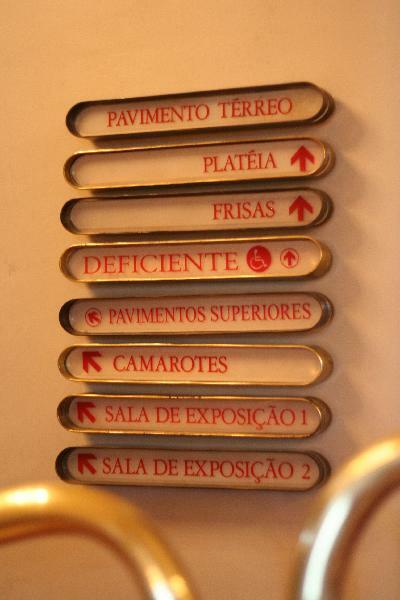 PAVIMENTO TÉRREO
PLATÉIA
FRISAS
DEFICIENTE
PAVIMENTOS SUPERIORES
CAMAROTES
SALA DE EXPOSIÇÃO 1
SALA DE EXPOSIÇÃO 2